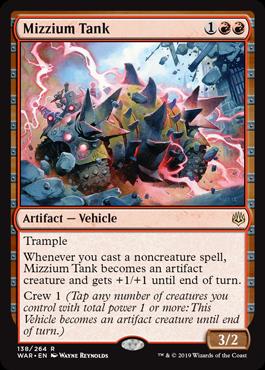 Mizzium Tank 1
Artifact — Vehicle
Trample
Whenever you cast a noncreature spell,
Mizzium Tank becomes an artifact
creature and gets +1/+1 until end of turn.
Crew 1 (Tap any number of creatures you
control with total power 1 or more: This
Vehicle becomes an artifact creature until end
of turn.)
3/2
138/264 R
WAR • EN Wayne Reynolds
™ & © 2019 Wizards of the Coast